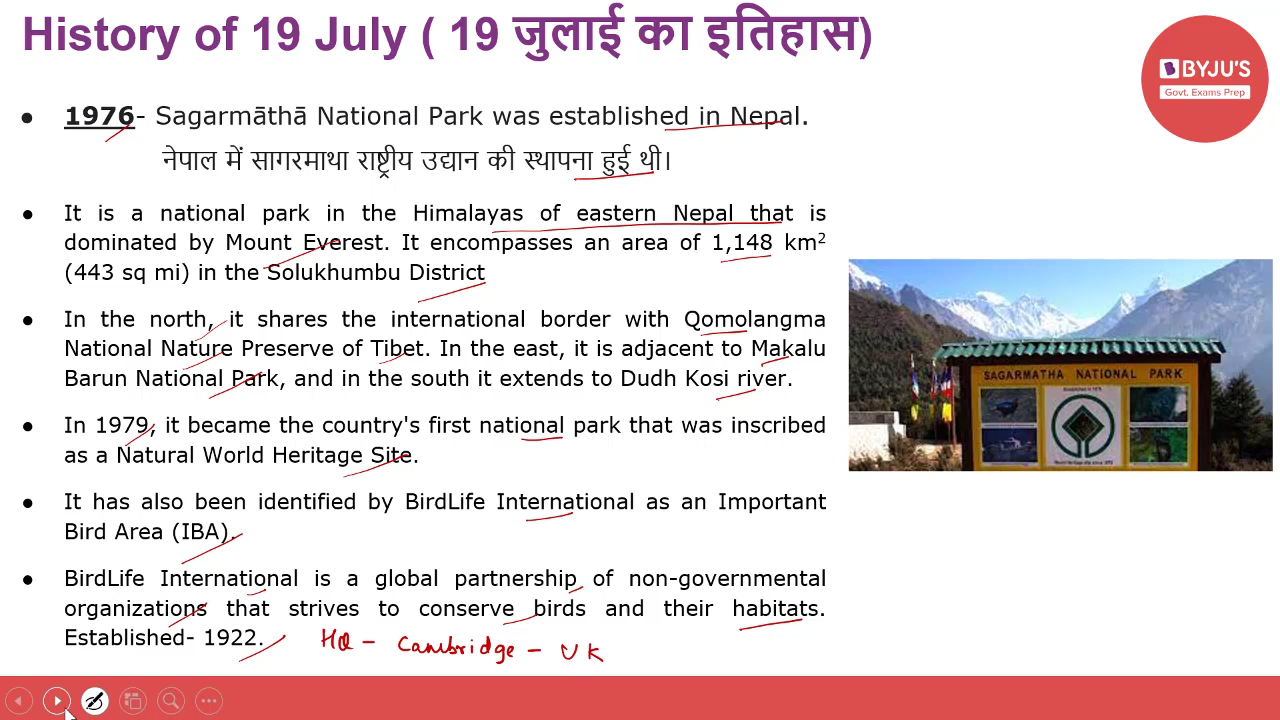 History of 19 July ( 19 जुलाई का इतिहास)
BYJU'S
Govt. Exams Prep
● 1976- Sagarmāthā National Park was established in Nepal.
नेपाल में सागरमाथा राष्ट्रीय उद्यान की स्थापना हुई थी।
● It is a national park in the Himalayas of eastern Nepal that is
dominated by Mount Everest. It encompasses an area of 1,148 km²
(443 sq mi) in the Solukhumbu District
● In the north, it shares the international border with Qomolangma
National Nature Preserve of Tibet. In the east, it is adjacent to Makalu
Barun National Park, and in the south it extends to Dudh Kosi river.
● In 1979, it became the country's first national park that was inscribed
as a Natural World Heritage Site.
● It has also been identified by BirdLife International as an Important
Bird Area (IBA).
● BirdLife International is a global partnership of non-governmental
organizations that strives to conserve birds and their habitats.
Established- 1922.
HQ - Cambridge - UK
SAGARMATHA NATIONAL PARK